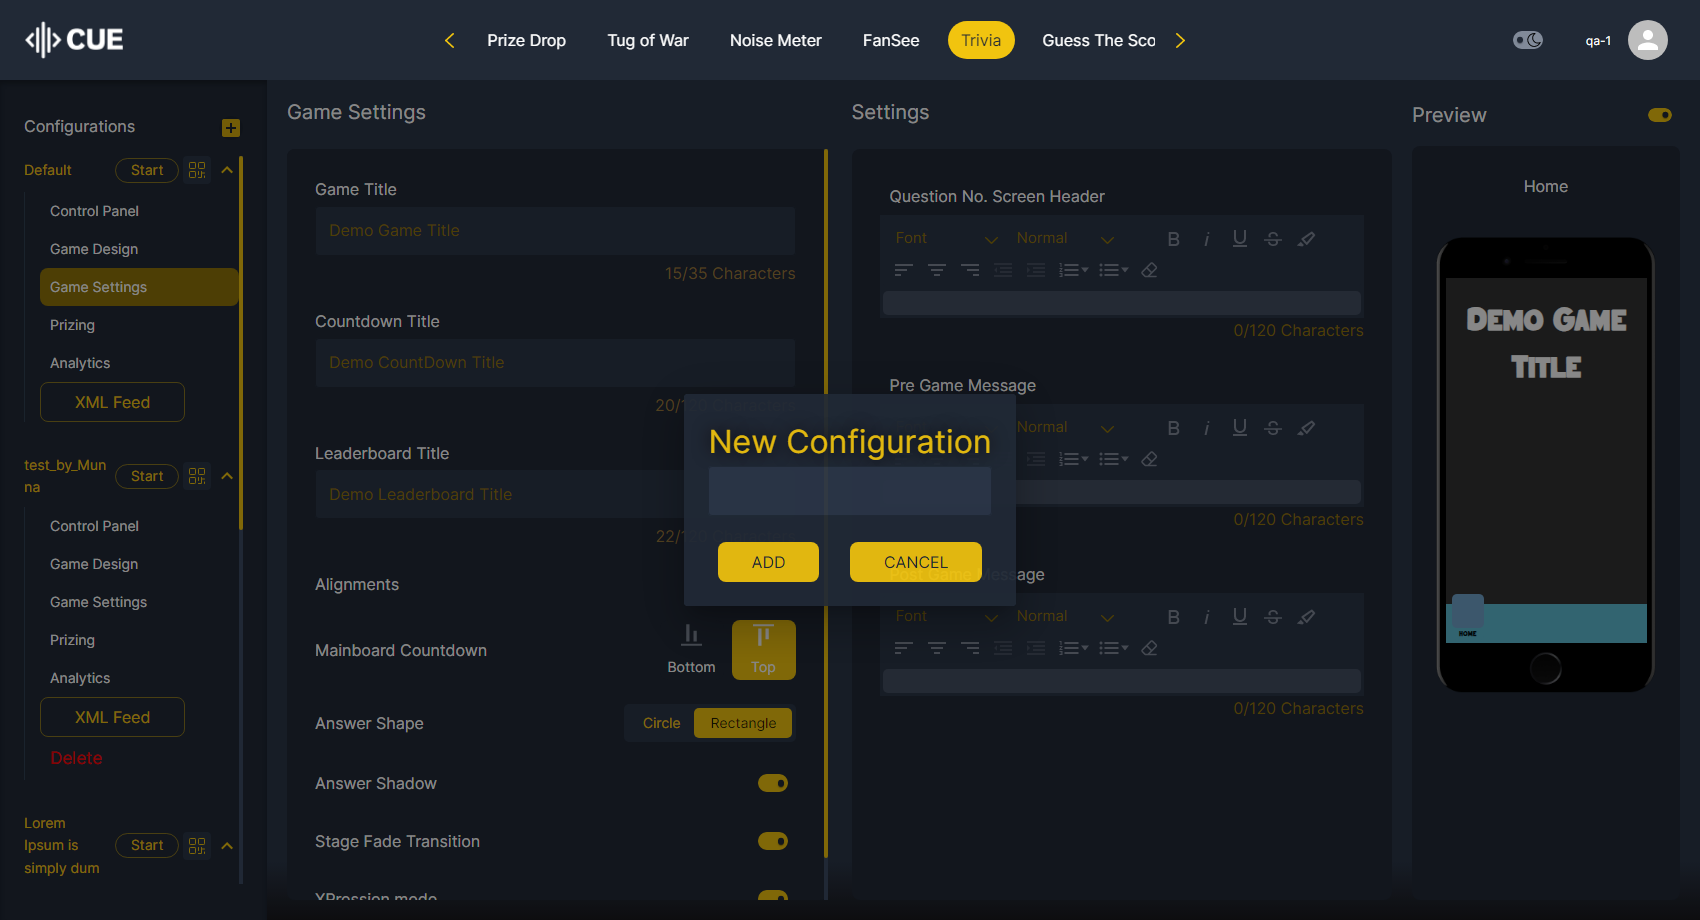 CUE
Prize Drop
Tug of War
Noise Meter
FanSee
Trivia
Guess The Sco
qa-1
Configurations
Default
Start
Control Panel
Game Design
Game Settings
Prizing
Analytics
XML Feed
test_by_Mun
na
Start
Control Panel
Game Design
Game Settings
Prizing
Analytics
XML Feed
Delete
Lorem
Ipsum is
simply dum
Start
Game Settings
Game Title
Demo Game Title
15/35 Characters
Countdown Title
Demo CountDown Title
20/
Leaderboard Title
Demo Leaderboard Title
22/
Alignments
Mainboard Countdown
Bottom
Top
Answer Shape
Circle
Rectangle
Answer Shadow
Stage Fade Transition
XPression mode
New Configuration
ADD
CANCEL
Settings
Question No. Screen Header
Font
Normal
0/120 Characters
Pre Game Message
Normal
0/120 Characters
Post Game Message
Font
Normal
0/120 Characters
Preview
Home
Demo Game
Title
HOME